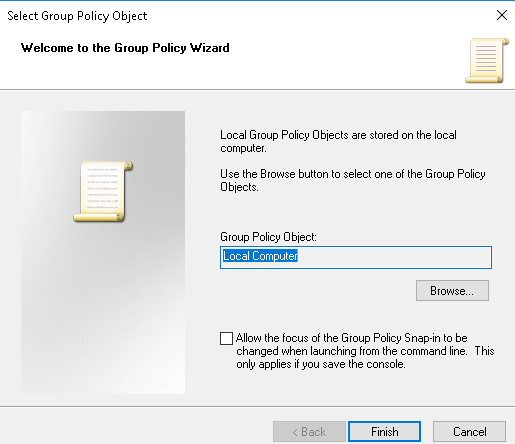 Select Group Policy Object
Welcome to the Group Policy Wizard
Local Group Policy Objects are stored on the local
computer.
Use the Browse button to select one of the Group Policy
Objects.
Group Policy Object:
Local Computer
Browse...
Allow the focus of the Group Policy Snap-in to be
changed when launching from the command line.  This
only applies if you save the console.
< Back
Finish
Cancel